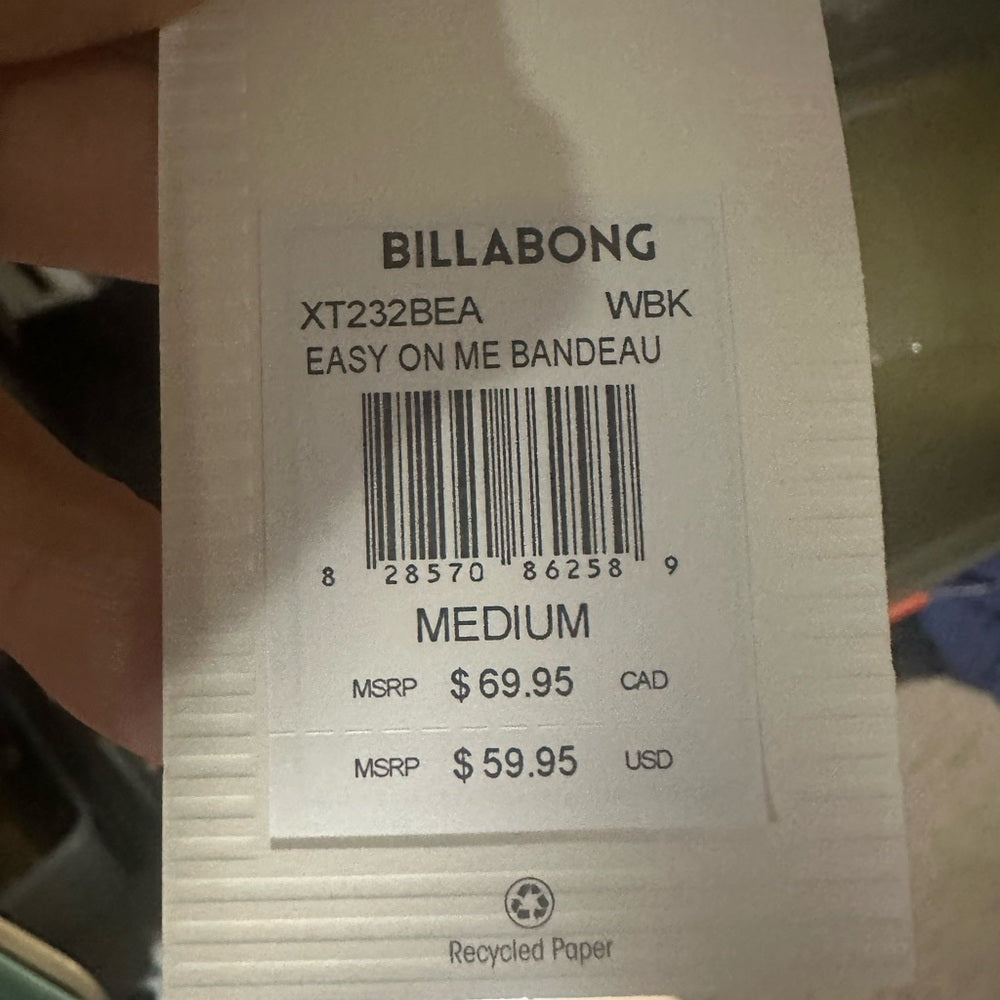 BILLABONG
XT232BEA WBK
EASY ON ME BANDEAU
8 28570 86258 9
MEDIUM
MSRP $ 69.95 CAD
MSRP $ 59.95 USD
Recycled Paper